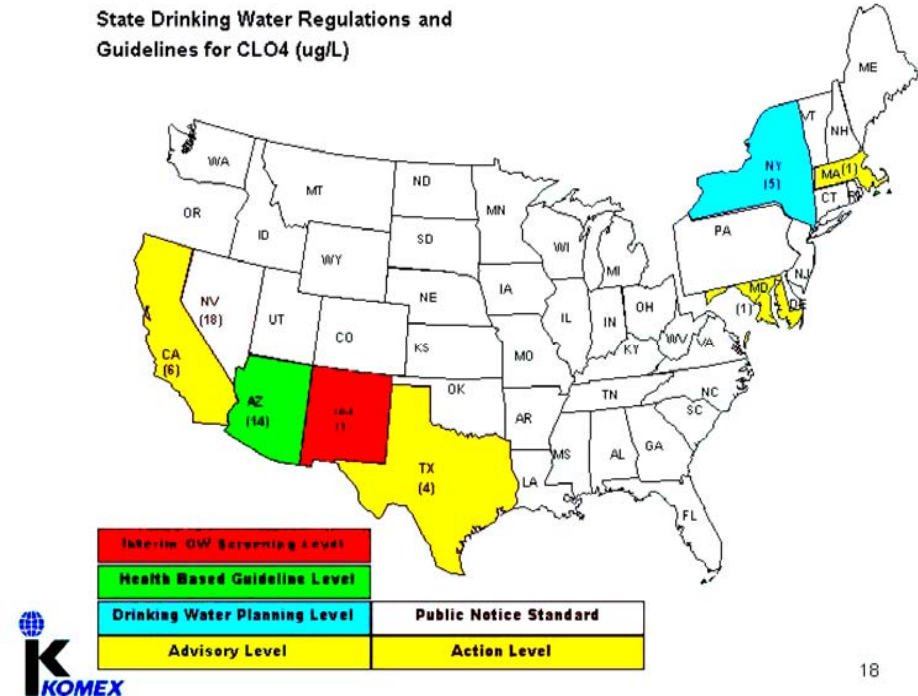 State Drinking Water Regulations and
Guidelines for CLO4 (ug/L)
ME
VT
NH
WA
MT
ND
MN
NY
(5)
MA(1)
CT
OR
ID
SD
WI
MI
PA
WY
NJ
IA
NE
MD
DE
(1)
NV
(18)
UT
CO
IL
IN
OH
WV
VA
KS
MO
KY
CA
(6)
OK
TN
NC
AZ
(14)
AR
SC
TX
(4)
MS
AL
GA
LA
FL
Interim GW Screening Level
Health Based Guideline Level
Drinking Water Planning Level
Public Notice Standard
Advisory Level
Action Level
KOMEX
18